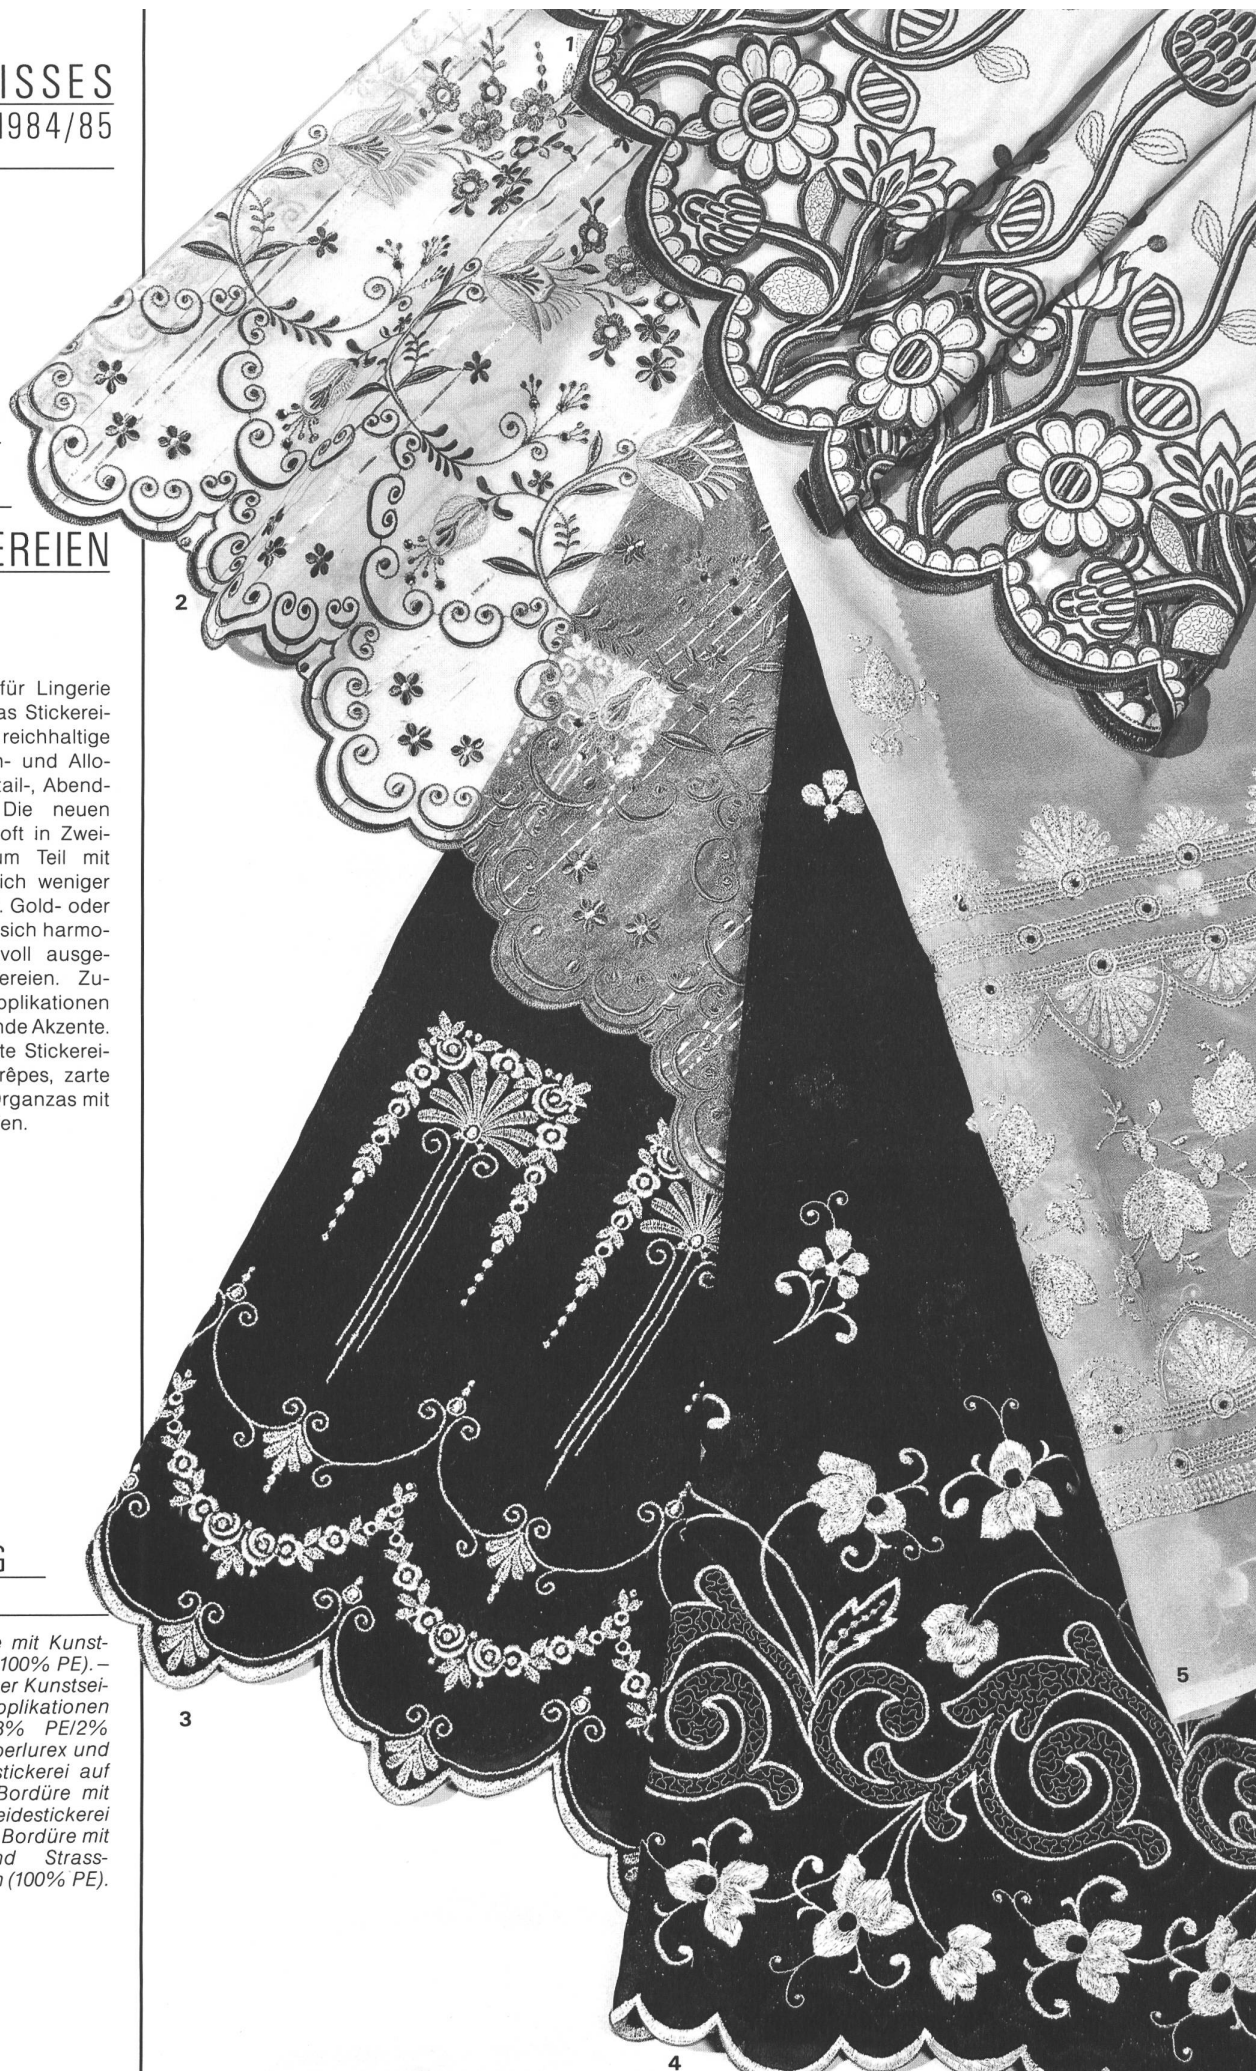 ISSES
1984/85
EREIEN
für Lingerie
as Stickerei-
reichhaltige
n- und Allo-
tail-, Abend-
Die neuen
oft in Zwei-
um Teil mit
ich weniger
. Gold- oder
sich harmo-
voll ausge-
ereien. Zu-
pplikationen
nde Akzente.
te Stickerei-
rêpes, zarte
Organzas mit
en.
G
e mit Kunst-
(100% PE). –
er Kunstsei-
pplikationen
8% PE/2%
perlurex und
stickerei auf
Bordüre mit
eidestickerei
Bordüre mit
nd Strass-
n (100% PE).
1
2
3
4
5